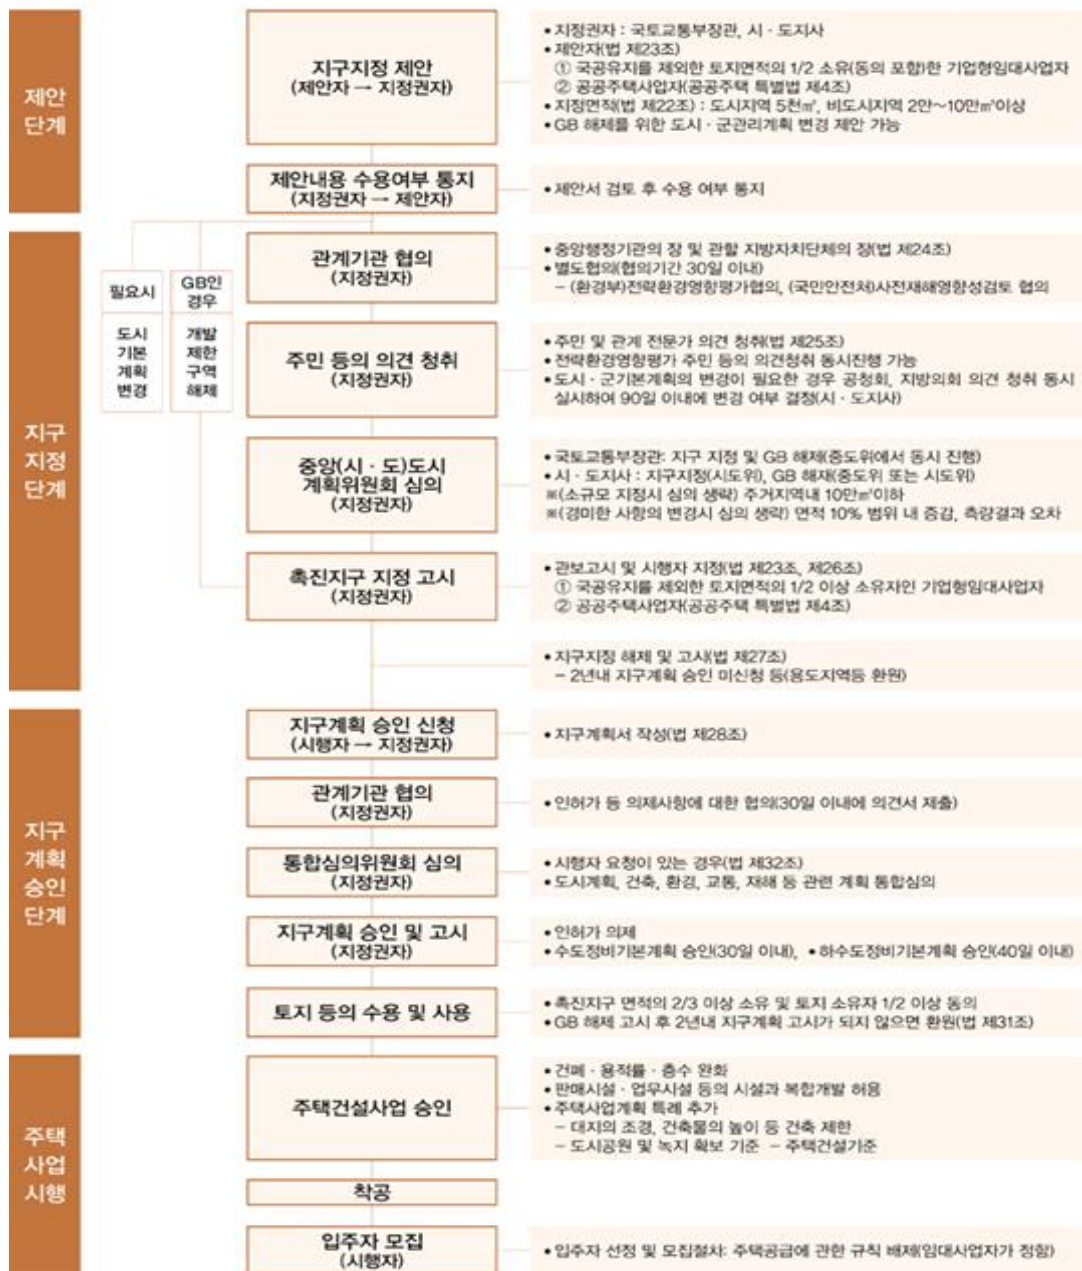 제안
단계
지구지정 제안
(제안자 → 지정권자)
• 지정권자 : 국토교통부장관, 시 · 도지사
• 제안자(법 제23조)
① 국공유지를 제외한 토지면적의 1/2 소유(동의 포함)한 기업형임대사업자
② 공공주택사업자(공공주택 특별법 제4조)
• 지정면적(법 제22조) : 도시지역 5천㎡, 비도시지역 2만~10만㎡이상
• GB 해제를 위한 도시 · 군관리계획 변경 제안 가능
제안내용 수용여부 통지
(지정권자 → 제안자)
• 제안서 검토 후 수용 여부 통지
지구
지정
단계
필요시
도시
기본
계획
변경
GB인
경우
개발
제한
구역
해제
관계기관 협의
(지정권자)
• 중앙행정기관의 장 및 관할 지방자치단체의 장(법 제24조)
• 별도협의(협의기간 30일 이내)
– (환경부)전략환경영향평가협의, (국민안전처)사전재해영향성검토 협의
주민 등의 의견 청취
(지정권자)
• 주민 및 관계 전문가 의견 청취(법 제25조)
• 전략환경영향평가 주민 등의 의견청취 동시진행 가능
• 도시 · 군기본계획의 변경이 필요한 경우 공청회, 지방의회 의견 청취 동시
실시하여 90일 이내에 변경 여부 결정(시 · 도지사)
중앙(시 · 도)도시
계획위원회 심의
(지정권자)
• 국토교통부장관: 지구 지정 및 GB 해제(중도위에서 동시 진행)
• 시 · 도지사 : 지구지정(시도위), GB 해재(중도위 또는 시도위)
※(소규모 지정시 심의 생략) 주거지역내 10만㎡이하
※(경미한 사항의 변경시 심의 생략) 면적 10% 범위 내 증감, 측량결과 오차
촉진지구 지정 고시
(지정권자)
• 관보고시 및 시행자 지정(법 제23조, 제26조)
① 국공유지를 제외한 토지면적의 1/2 이상 소유자인 기업형임대사업자
② 공공주택사업자(공공주택 특별법 제4조)
• 지구지정 해제 및 고시(법 제27조)
– 2년내 지구계획 승인 미신청 등(용도지역등 환원)
지구
계획
승인
단계
지구계획 승인 신청
(시행자 → 지정권자)
• 지구계획서 작성(법 제28조)
관계기관 협의
(지정권자)
• 인허가 등 의제사항에 대한 협의(30일 이내에 의견서 제출)
통합심의위원회 심의
(지정권자)
• 시행자 요청이 있는 경우(법 제32조)
• 도시계획, 건축, 환경, 교통, 재해 등 관련 계획 통합심의
지구계획 승인 및 고시
(지정권자)
• 인허가 의제
• 수도정비기본계획 승인(30일 이내), • 하수도정비기본계획 승인(40일 이내)
토지 등의 수용 및 사용
• 촉진지구 면적의 2/3 이상 소유 및 토지 소유자 1/2 이상 동의
• GB 해제 고시 후 2년내 지구계획 고시가 되지 않으면 환원(법 제31조)
주택
사업
시행
주택건설사업 승인
• 건폐 · 용적률 · 층수 완화
• 판매시설 · 업무시설 등의 시설과 복합개발 허용
• 주택사업계획 특례 추가
– 대지의 조경, 건축물의 높이 등 건축 제한
– 도시공원 및 녹지 확보 기준 – 주택건설기준
착공
입주자 모집
(시행자)
• 입주자 선정 및 모집절차: 주택공급에 관한 규칙 배제(임대사업자가 정함)